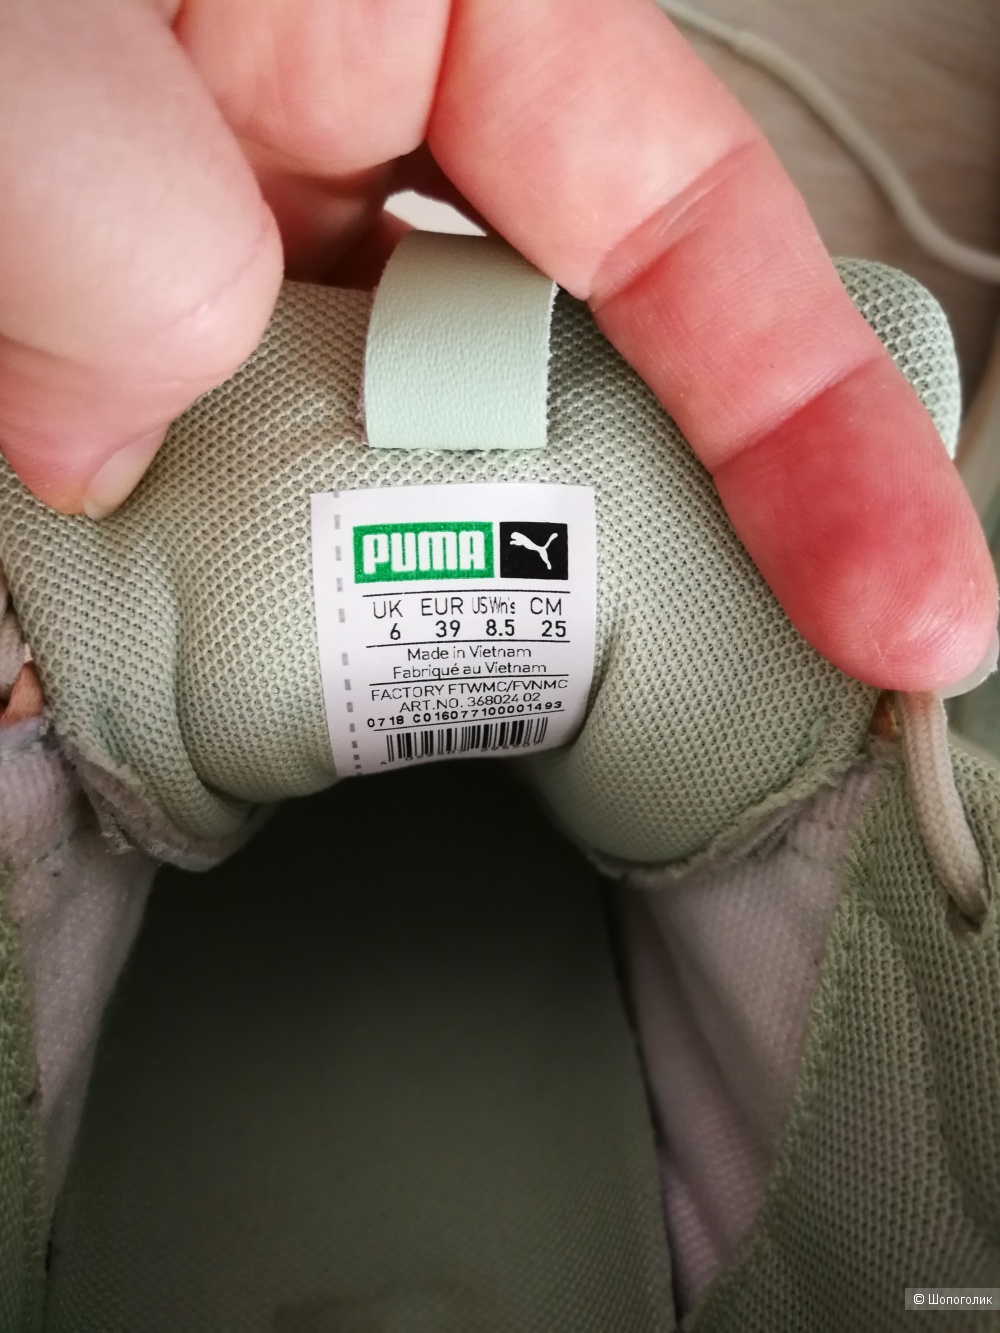 PUMA
UK EUR US Wn's CM
6 39 8.5 25
Made in Vietnam
Fabriqué au Vietnam
FACTORY FTWMC/FVNMC
ART.NO. 368024 02
0718 C016077100001493
© Шопоголик